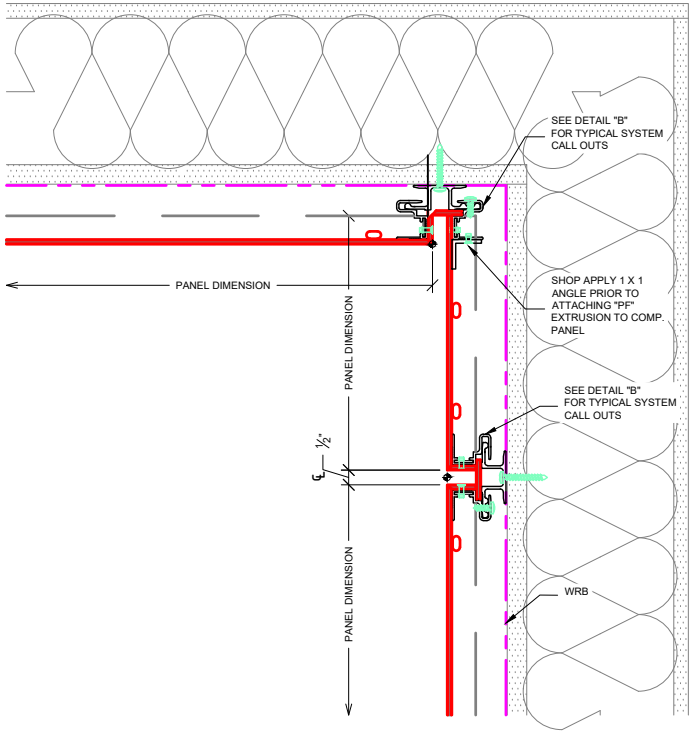 SEE DETAIL "B"
FOR TYPICAL SYSTEM
CALL OUTS
PANEL DIMENSION
SHOP APPLY 1 X 1
ANGLE PRIOR TO
ATTACHING "PF"
EXTRUSION TO COMP.
PANEL
PANEL DIMENSION
SEE DETAIL "B"
FOR TYPICAL SYSTEM
CALL OUTS
℄ 1/2"
PANEL DIMENSION
WRB